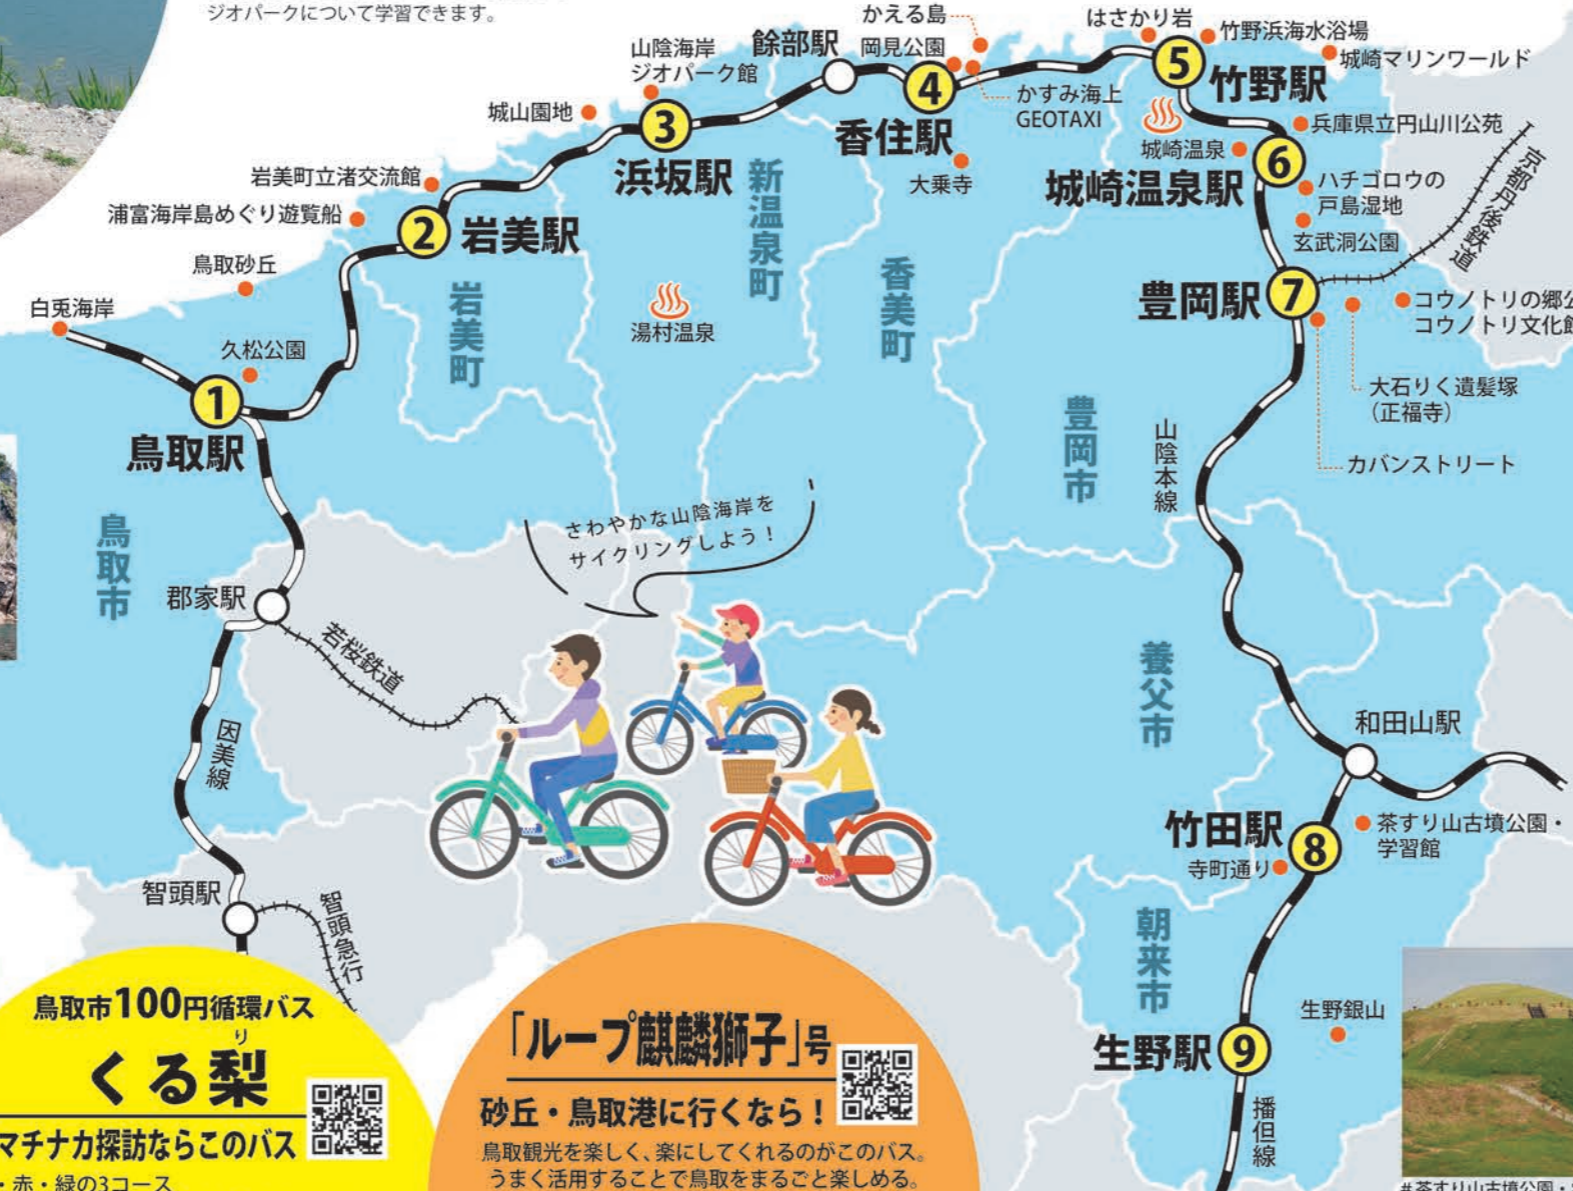 ジオパークについて学習できます。
かえる島
はさかり岩
竹野浜海水浴場
山陰海岸
ジオパーク館
餘部駅
岡見公園
城崎マリンワールド
5
竹野駅
4
かすみ海上
GEOTAXI
城山園地
3
浜坂駅
香住駅
大乗寺
兵庫県立円山川公苑
城崎温泉
6
城崎温泉駅
ハチゴロウの
戸島湿地
玄武洞公園
京都丹後鉄道
岩美町立渚交流館
浦富海岸島めぐり遊覧船
2
岩美駅
新温泉町
香美町
岩美町
湯村温泉
鳥取砂丘
白兎海岸
久松公園
1
鳥取駅
豊岡駅
7
コウノトリの郷公
コウノトリ文化館
大石りく遺髪塚
(正福寺)
カバンストリート
豊岡市
山陰本線
鳥取市
さわやかな山陰海岸を
サイクリングしよう!
郡家駅
若桜鉄道
因美線
養父市
和田山駅
竹田駅
8
茶すり山古墳公園・
学習館
寺町通り
智頭駅
智頭急行
朝来市
生野銀山
生野駅
9
播但線
鳥取市100円循環バス
り
くる梨
マチナカ探訪ならこのバス
・赤・緑の3コース
「ループ麒麟獅子」号
砂丘・鳥取港に行くなら!
鳥取観光を楽しく、楽にしてくれるのがこのバス。
うまく活用することで鳥取をまるごと楽しめる。
#茶すり山古墳公園・